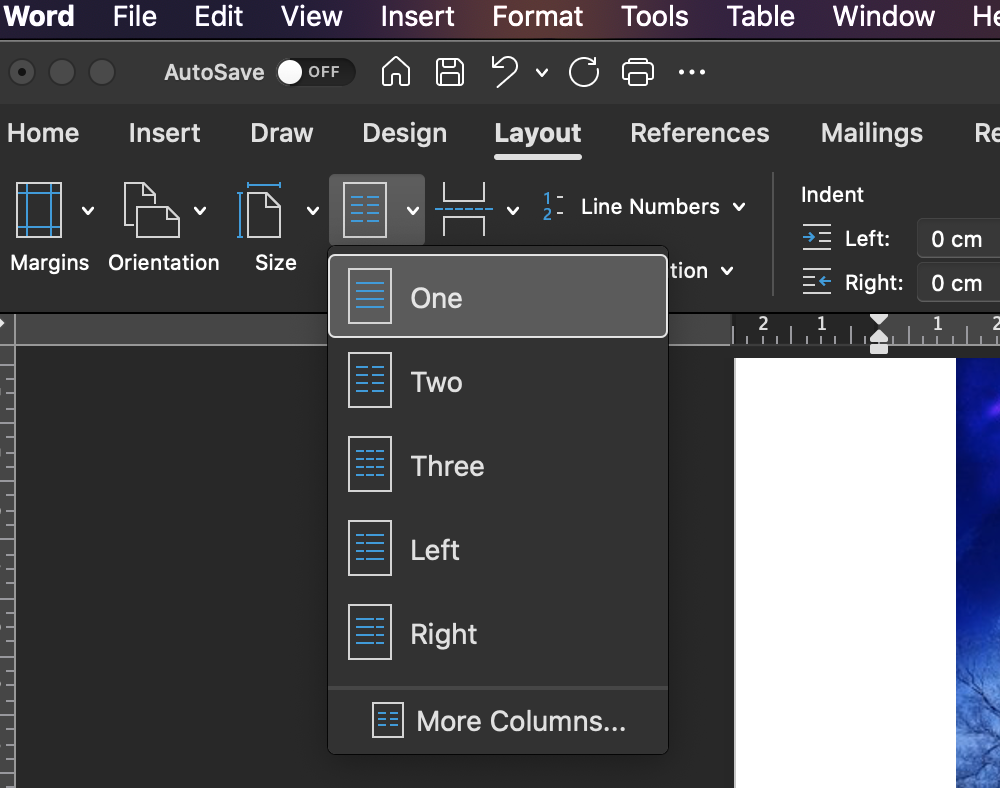 Word File Edit View Insert Format Tools Table Window He
AutoSave OFF
Home Insert Draw Design Layout References Mailings Re
Margins Orientation Size
1
2
Line Numbers
tion
Indent
Left: 0 cm
Right: 0 cm
2 1 1 2
One
Two
Three
Left
Right
More Columns...